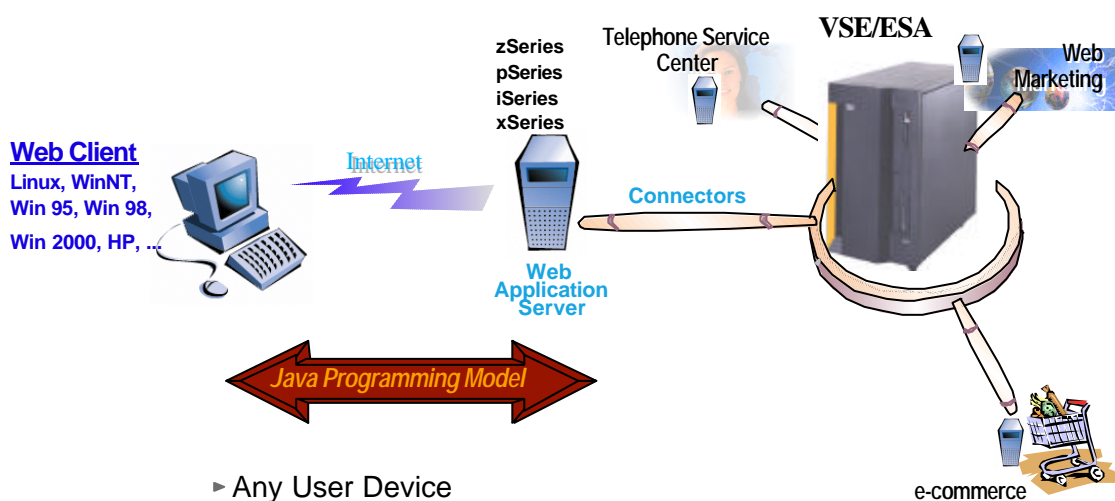 zSeries
pSeries
iSeries
xSeries
Telephone Service
Center
VSE/ESA
Web
Marketing
Web Client
Linux, WinNT,
Win 95, Win 98,
Win 2000, HP, ...
Internet
Connectors
Web
Application
Server
Java Programming Model
Any User Device
e-commerce